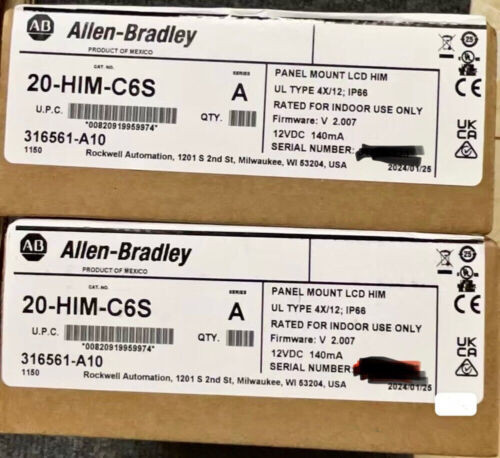 AB Allen-Bradley
PRODUCT OF MEXICO
CAT. NO.
20-HIM-C6S
SERIES
A
U.P.C.
*00820919959974*
QTY.
316561-A10
1150
Rockwell Automation, 1201 S 2nd St, Milwaukee, WI 53204, USA
PANEL MOUNT LCD HIM
UL TYPE 4X/12; IP66
RATED FOR INDOOR USE ONLY
Firmware: V 2.007
12VDC 140mA
SERIAL NUMBER:
2024/01/25
25
UL
CE
UK
CA
AB Allen-Bradley
PRODUCT OF MEXICO
CAT. NO.
20-HIM-C6S
SERIES
A
U.P.C.
*00820919959974*
QTY.
316561-A10
1150
Rockwell Automation, 1201 S 2nd St, Milwaukee, WI 53204, USA
PANEL MOUNT LCD HIM
UL TYPE 4X/12; IP66
RATED FOR INDOOR USE ONLY
Firmware: V 2.007
12VDC 140mA
SERIAL NUMBER:
2024/01/25
25
UL
CE
UK
CA